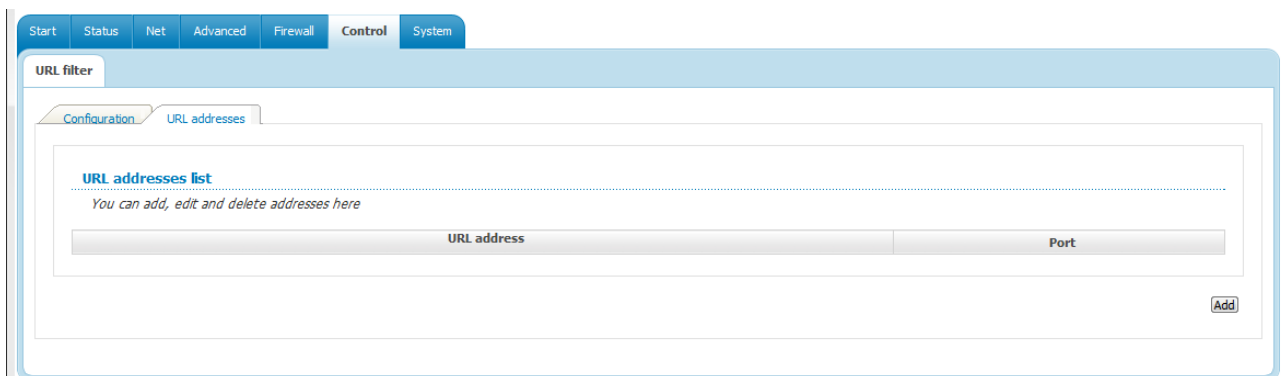 Start Status Net Advanced Firewall Control System
URL filter
Configuration URL addresses
URL addresses list
You can add, edit and delete addresses here
URL address Port
Add